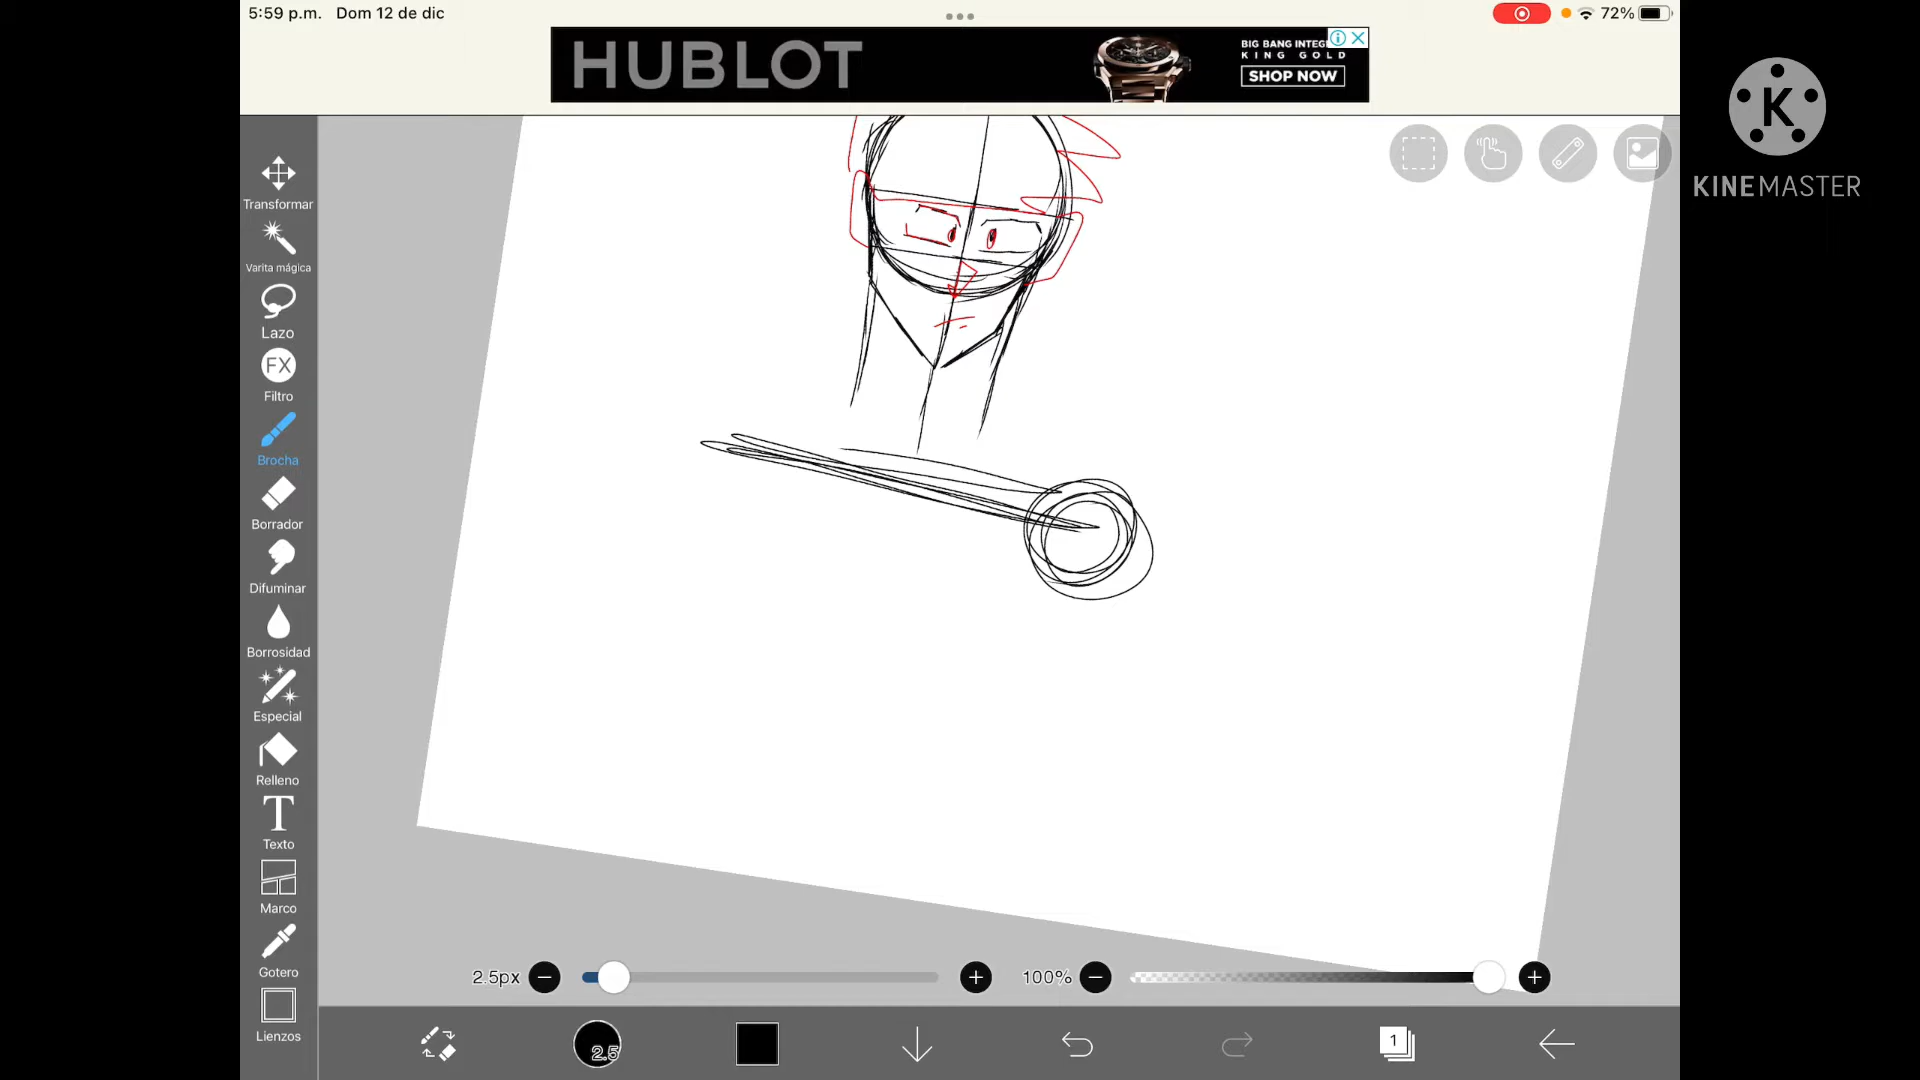 5:59 p.m. Dom 12 de dic
72%
HUBLOT
BIG BANG INTEG
KING GOLD
SHOP NOW
K
KINEMASTER
Transformar
Varita mágica
Lazo
FX
Filtro
Brocha
Borrador
Difuminar
Borrosidad
Especial
Relleno
T
Texto
Marco
Gotero
Lienzos
2.5px
100%
2.5
1